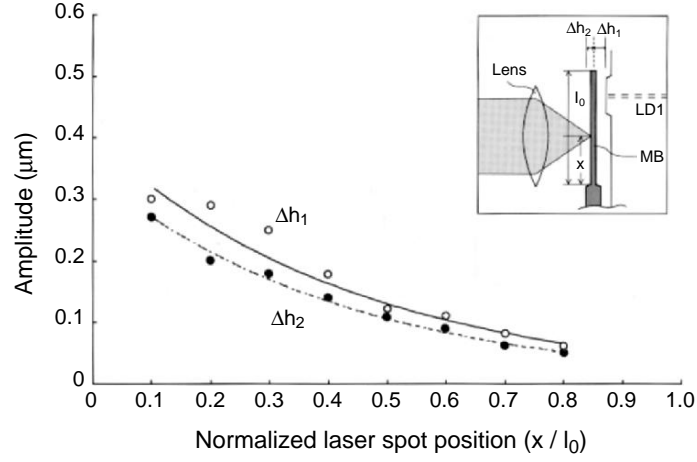 0.6
0.5
0.4
0.3
0.2
0.1
0
Amplitude (μm)
Δh₁
Δh₂
Δh₂ Δh₁
Lens
l₀
LD1
x
MB
0 0.1 0.2 0.3 0.4 0.5 0.6 0.7 0.8 0.9 1.0
Normalized laser spot position (x / l₀)